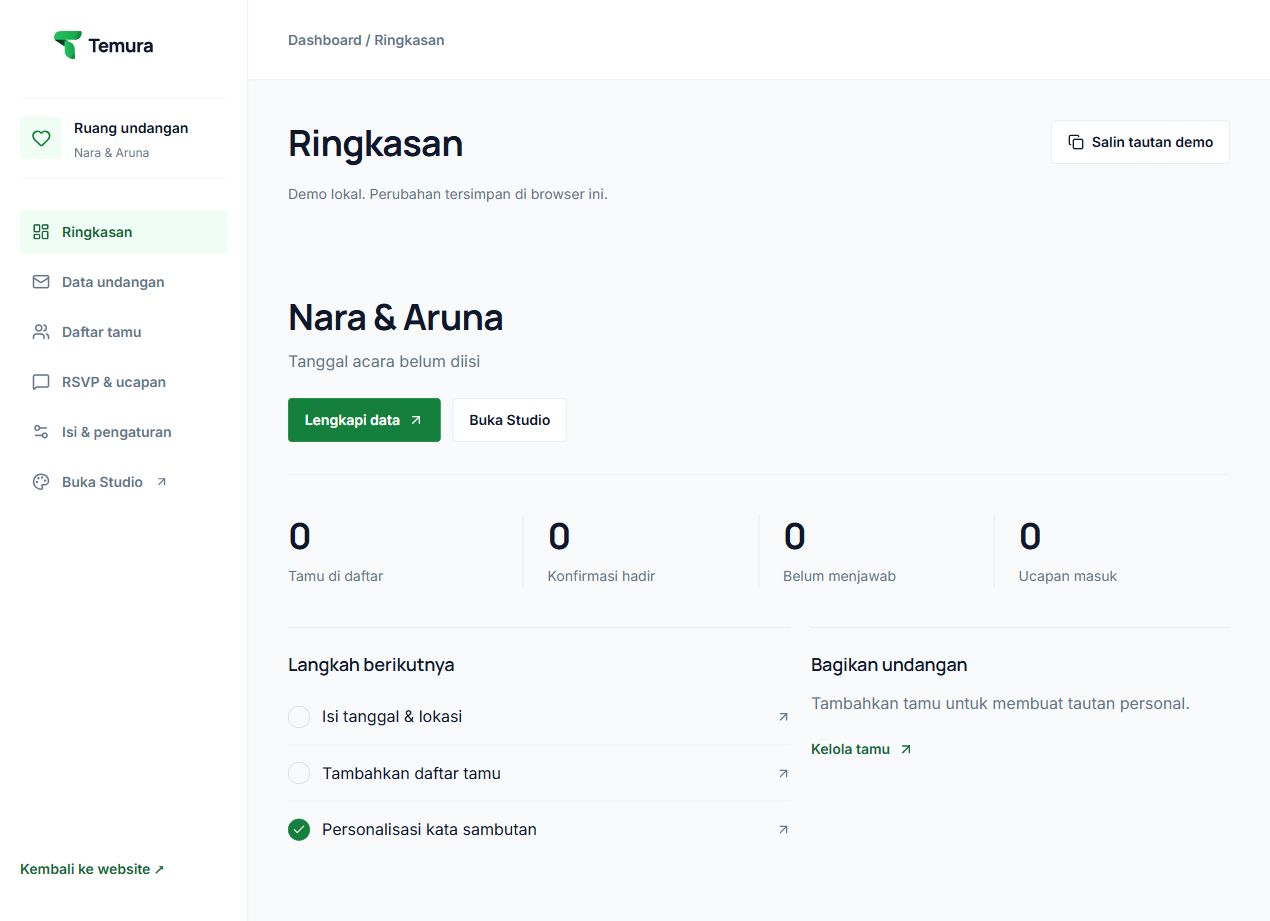 Temura
Ruang undangan
Nara & Aruna
Ringkasan
Data undangan
Daftar tamu
RSVP & ucapan
Isi & pengaturan
Buka Studio ↗
Kembali ke website ↗
Dashboard / Ringkasan
Ringkasan
Salin tautan demo
Demo lokal. Perubahan tersimpan di browser ini.
Nara & Aruna
Tanggal acara belum diisi
Lengkapi data ↗
Buka Studio
0
Tamu di daftar
0
Konfirmasi hadir
0
Belum menjawab
0
Ucapan masuk
Langkah berikutnya
Isi tanggal & lokasi ↗
Tambahkan daftar tamu ↗
Personalisasi kata sambutan ↗
Bagikan undangan
Tambahkan tamu untuk membuat tautan personal.
Kelola tamu ↗